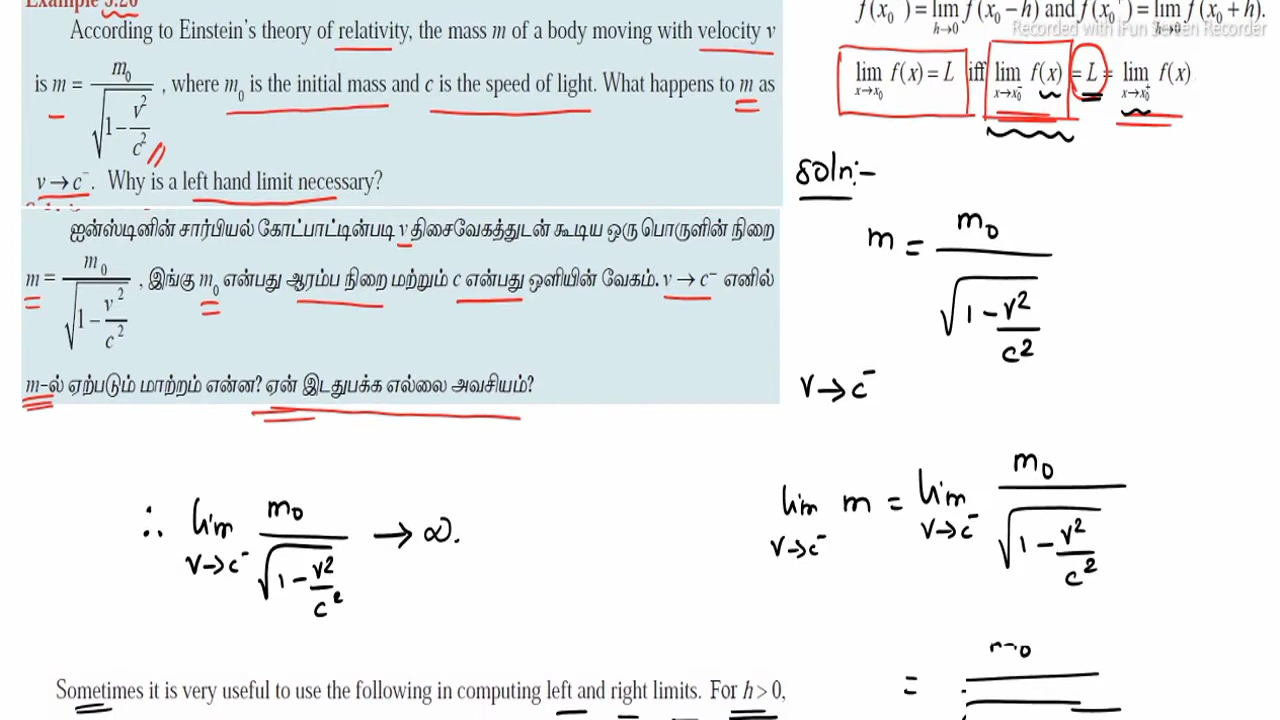 Example 3.20
According to Einstein's theory of relativity, the mass m of a body moving with velocity v
is m = m₀/√(1−v²/c²), where m₀ is the initial mass and c is the speed of light. What happens to m as
v → c⁻. Why is a left hand limit necessary?
ஐன்ஸ்டினின் சார்பியல் கோட்பாட்டின்படி v திசைவேகத்துடன் கூடிய ஒரு பொருளின் நிறை
m = m₀/√(1−v²/c²), இங்கு m₀ என்பது ஆரம்ப நிறை மற்றும் c என்பது ஒளியின் வேகம். v → c⁻ எனில்
m-ல் ஏற்படும் மாற்றம் என்ன? ஏன் இடதுபக்க எல்லை அவசியம்?
∴ lim v→c⁻ m₀/√(1−v²/c²) → ∞.
Sometimes it is very useful to use the following in computing left and right limits. For h > 0,
f(x₀⁻) = lim h→0 f(x₀ − h) and f(x₀⁺) = lim h→0 f(x₀ + h).
Recorded with iFun Screen Recorder
lim x→x₀ f(x) = L iff lim x→x₀⁻ f(x) = L = lim x→x₀⁺ f(x)
Soln:-
m = m₀/√(1−v²/c²)
v→c⁻
lim v→c⁻ m = lim v→c⁻ m₀/√(1−v²/c²)
=